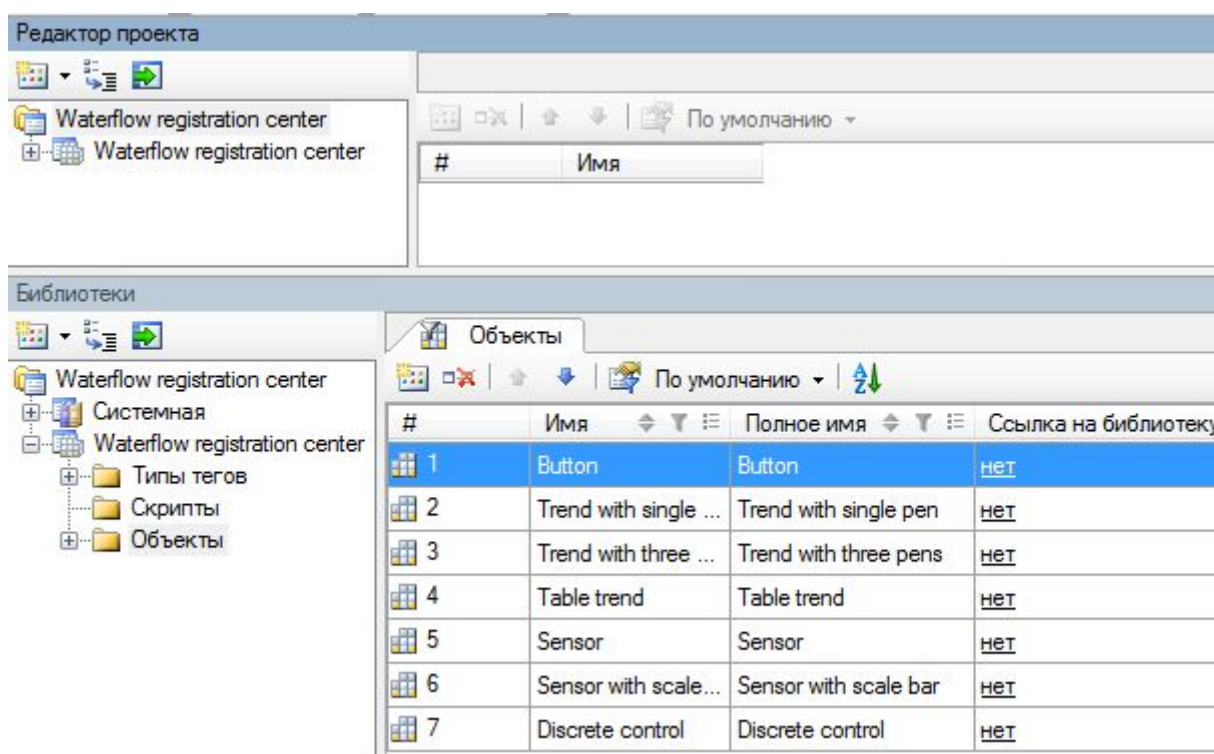 Редактор проекта
Waterflow registration center
Waterflow registration center
По умолчанию
# Имя
Библиотеки
Waterflow registration center
Системная
Waterflow registration center
Типы тегов
Скрипты
Объекты
Объекты
По умолчанию
# Имя Полное имя Ссылка на библиотеку
1 Button Button нет
2 Trend with single ... Trend with single pen нет
3 Trend with three ... Trend with three pens нет
4 Table trend Table trend нет
5 Sensor Sensor нет
6 Sensor with scale... Sensor with scale bar нет
7 Discrete control Discrete control нет